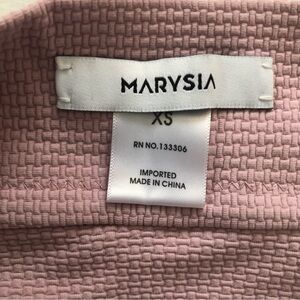 MARYSIA
XS
RN NO.133306
IMPORTED
MADE IN CHINA